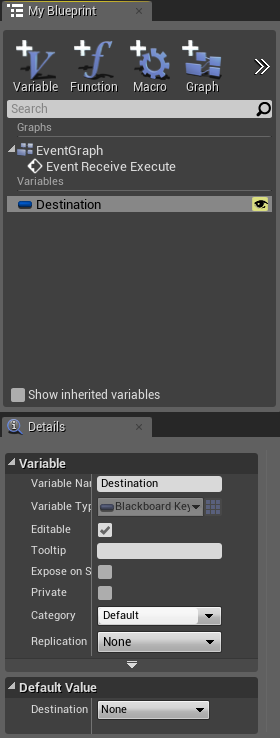 My Blueprint
Variable Function Macro Graph
Search
Graphs
EventGraph
Event Receive Execute
Variables
Destination
Show inherited variables
Details
Variable
Variable Nar Destination
Variable Typ Blackboard Key
Editable
Tooltip
Expose on S
Private
Category Default
Replication None
Default Value
Destination None